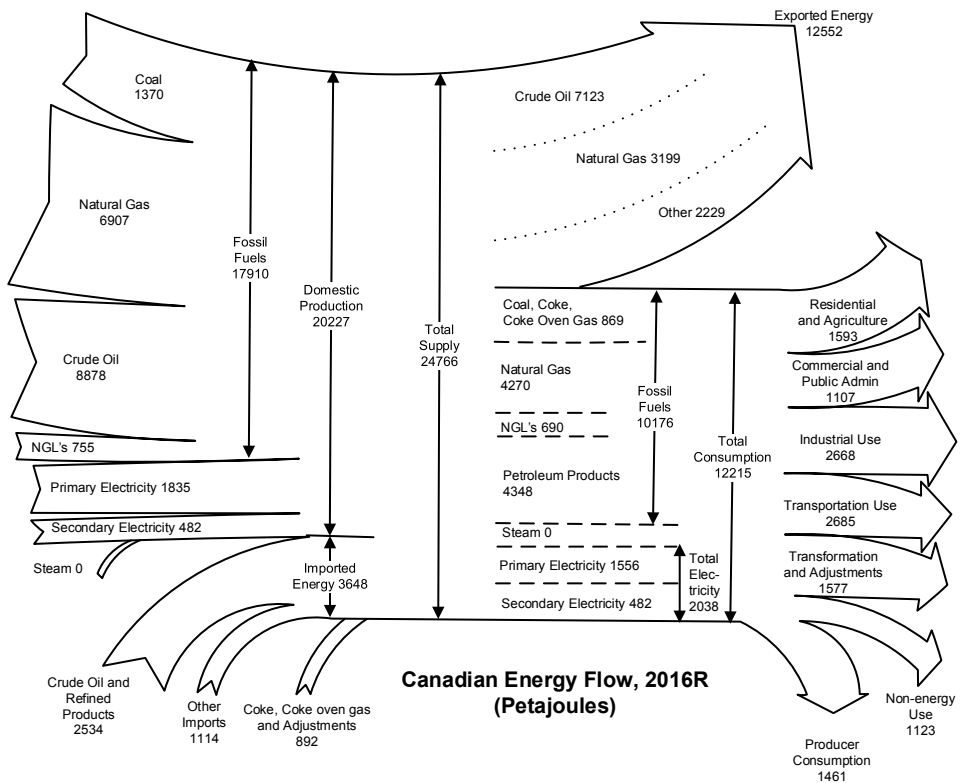 Exported Energy
12552
Coal
1370
Crude Oil 7123
Natural Gas 3199
Natural Gas
6907
Other 2229
Fossil
Fuels
17910
Domestic
Production
20227
Total
Supply
24766
Coal, Coke,
Coke Oven Gas 869
Residential
and Agriculture
1593
Crude Oil
8878
Natural Gas
4270
Fossil
Fuels
10176
Commercial and
Public Admin
1107
NGL's 690
Total
Consumption
12215
NGL's 755
Industrial Use
2668
Primary Electricity 1835
Petroleum Products
4348
Transportation Use
2685
Secondary Electricity 482
Steam 0
Steam 0
Imported
Energy 3648
Primary Electricity 1556
Total
Elec-
tricity
2038
Transformation
and Adjustments
1577
Secondary Electricity 482
Crude Oil and
Refined
Products
2534
Other
Imports
1114
Coke, Coke oven gas
and Adjustments
892
Canadian Energy Flow, 2016R
(Petajoules)
Non-energy
Use
1123
Producer
Consumption
1461